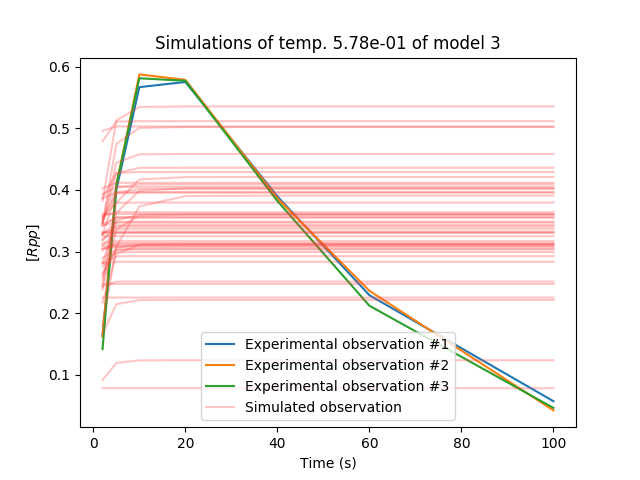 Simulations of temp. 5.78e-01 of model 3
0.6
0.5
0.4
0.3
0.2
0.1
[Rpp]
Experimental observation #1
Experimental observation #2
Experimental observation #3
Simulated observation
0 20 40 60 80 100
Time (s)